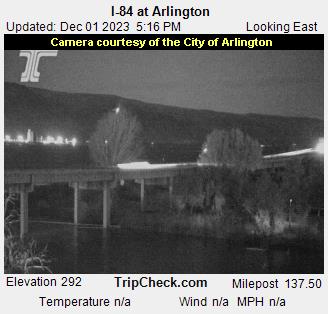 I-84 at Arlington
Updated: Dec 01 2023 5:16 PM Looking East
Camera courtesy of the City of Arlington
Elevation 292 TripCheck.com Milepost 137.50
Temperature n/a Wind n/a MPH n/a